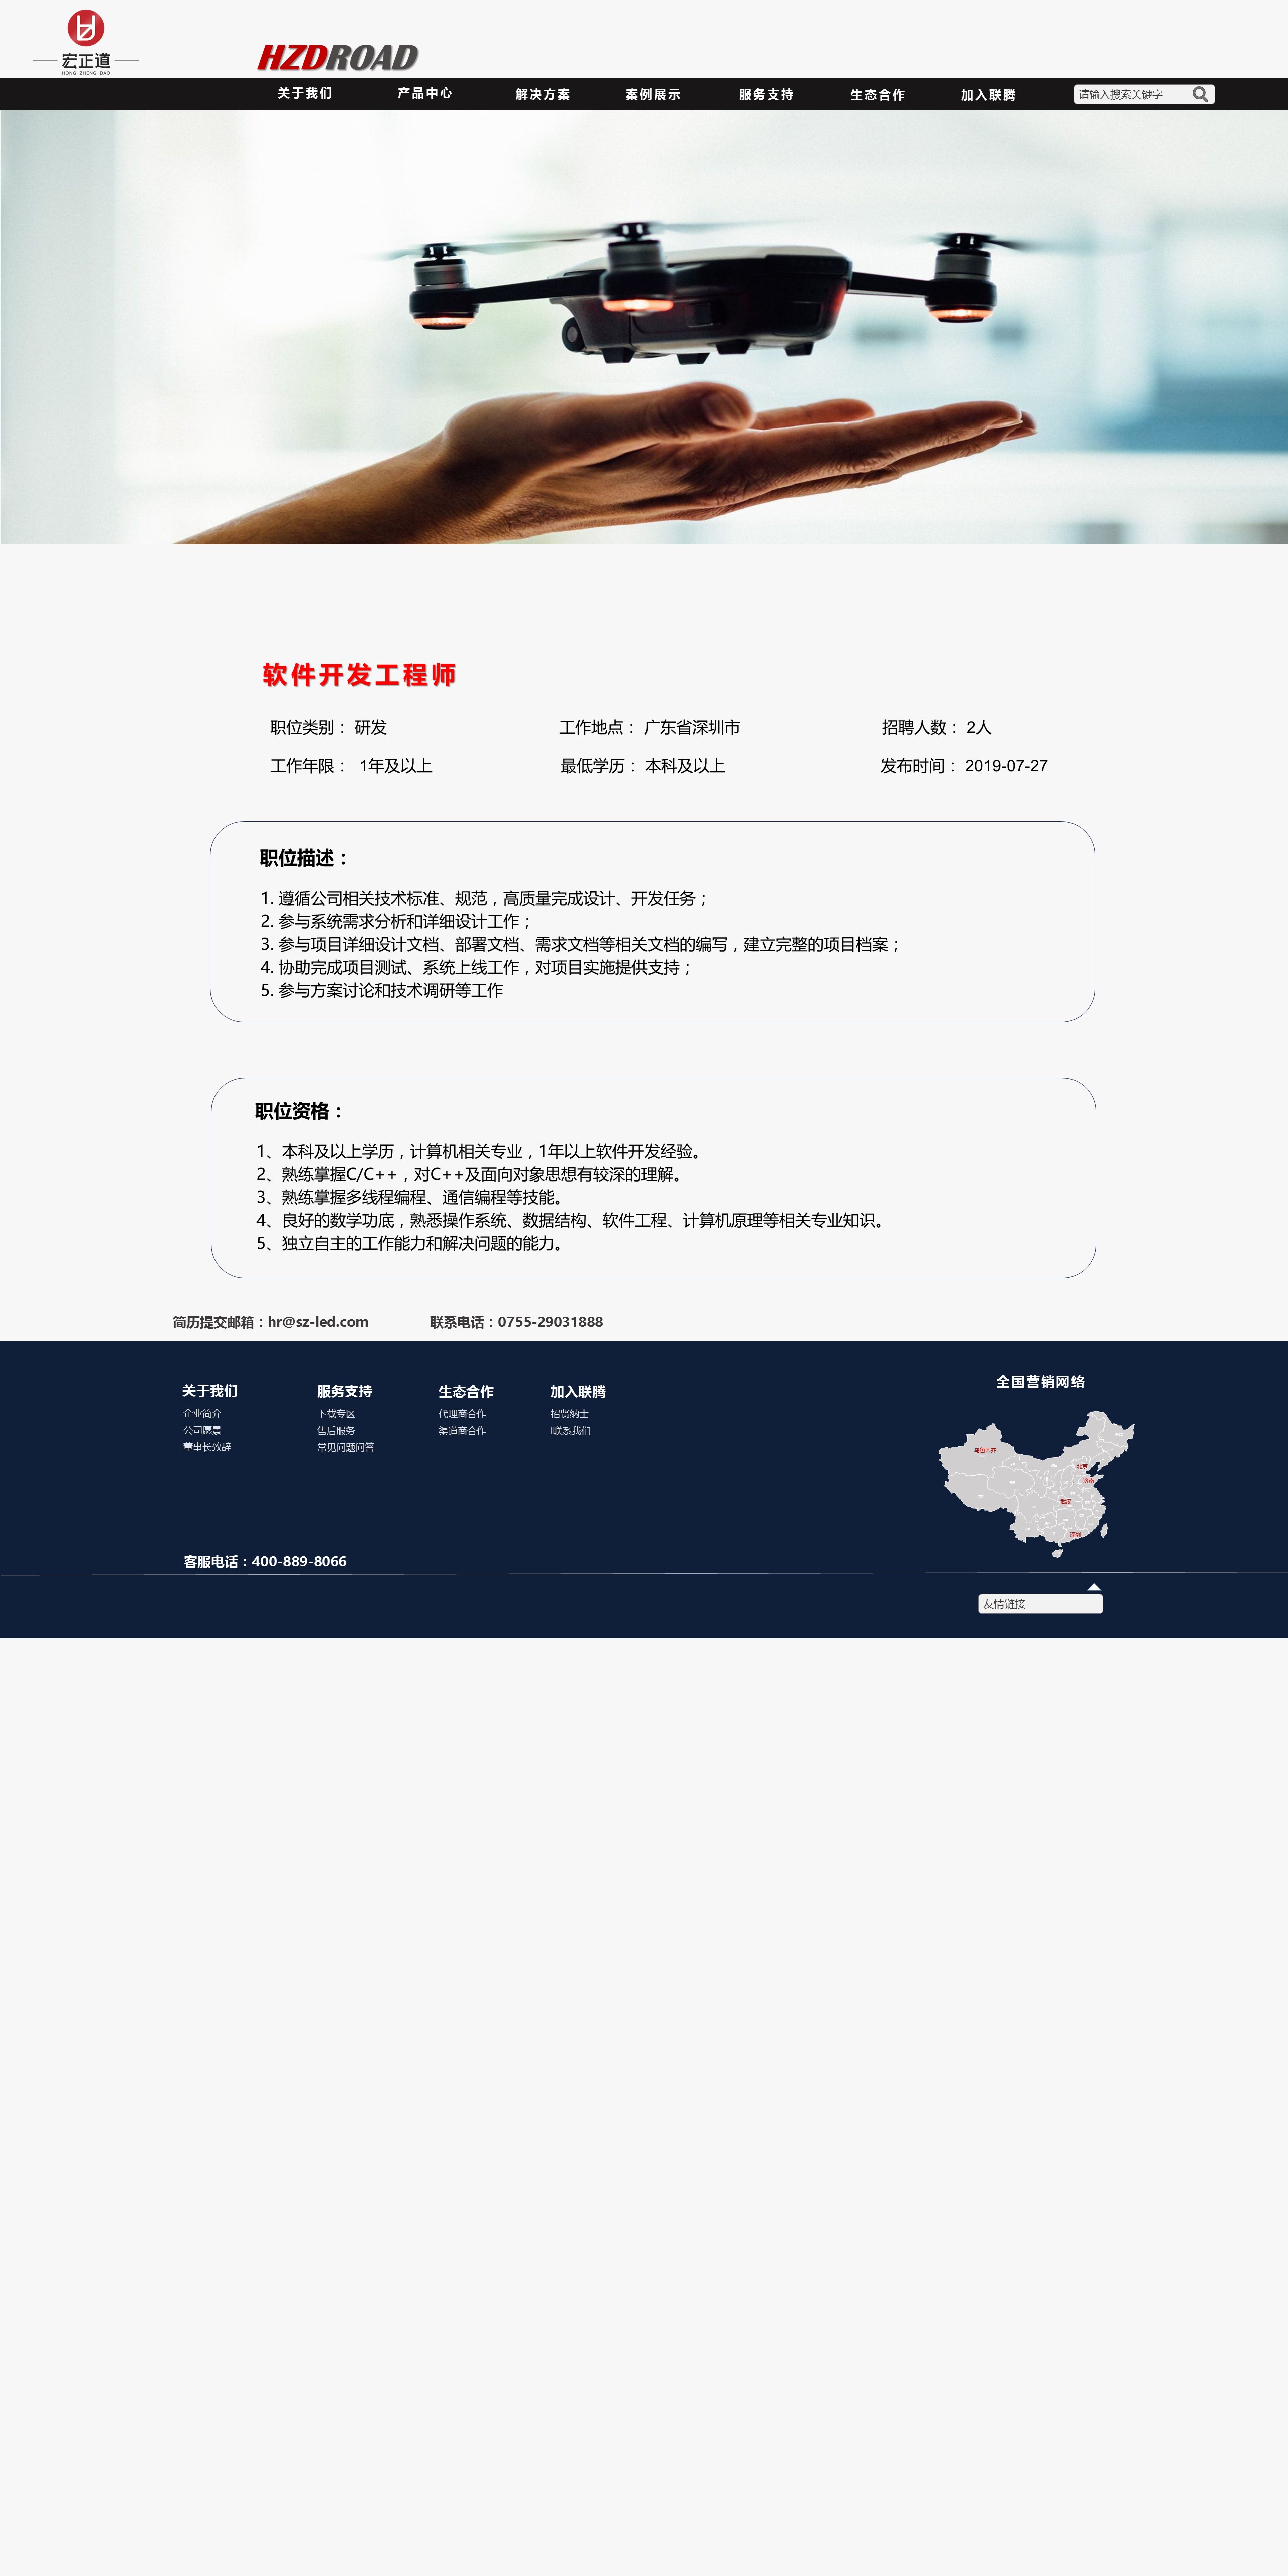 宏正道
HONG ZHENG DAO
HZDROAD
关于我们 产品中心 解决方案 案例展示 服务支持 生态合作 加入联腾 请输入搜索关键字
软件开发工程师
职位类别： 研发 工作地点： 广东省深圳市 招聘人数： 2人
工作年限： 1年及以上 最低学历： 本科及以上 发布时间： 2019-07-27
职位描述：
1. 遵循公司相关技术标准、规范，高质量完成设计、开发任务；
2. 参与系统需求分析和详细设计工作；
3. 参与项目详细设计文档、部署文档、需求文档等相关文档的编写，建立完整的项目档案；
4. 协助完成项目测试、系统上线工作，对项目实施提供支持；
5. 参与方案讨论和技术调研等工作
职位资格：
1、本科及以上学历，计算机相关专业，1年以上软件开发经验。
2、熟练掌握C/C++，对C++及面向对象思想有较深的理解。
3、熟练掌握多线程编程、通信编程等技能。
4、良好的数学功底，熟悉操作系统、数据结构、软件工程、计算机原理等相关专业知识。
5、独立自主的工作能力和解决问题的能力。
简历提交邮箱：hr@sz-led.com 联系电话：0755-29031888
关于我们
企业简介
公司愿景
董事长致辞
服务支持
下载专区
售后服务
常见问题问答
生态合作
代理商合作
渠道商合作
加入联腾
招贤纳士
l联系我们
全国营销网络
乌鲁木齐
北京
济南
武汉
深圳
客服电话：400-889-8066
友情链接